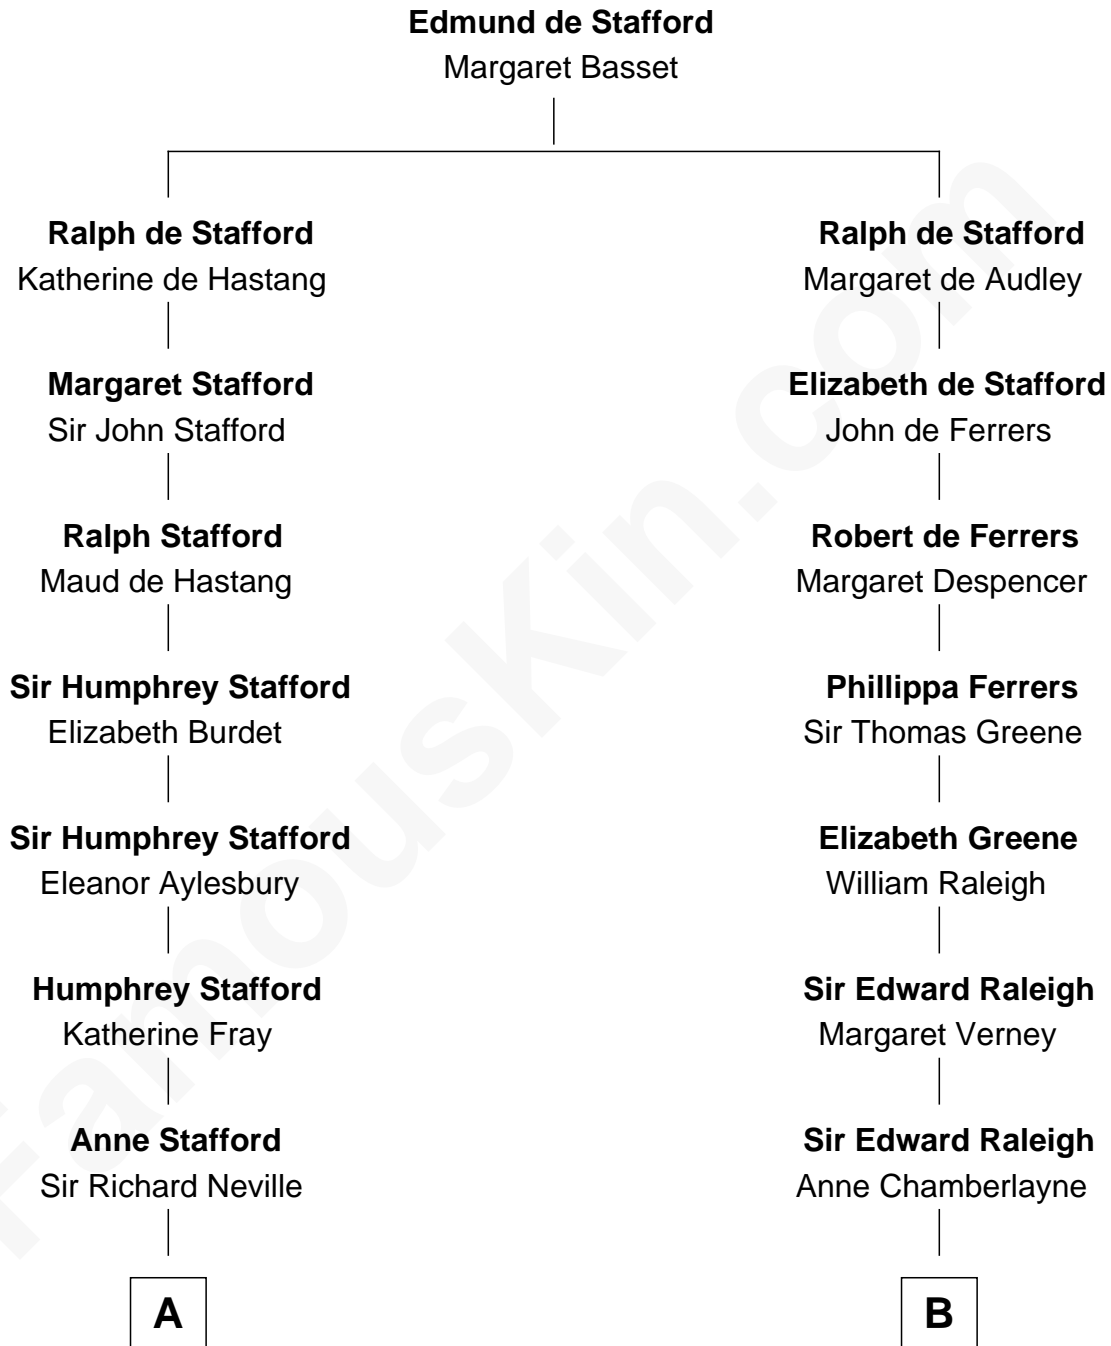 Edmund de Stafford
Margaret Basset
Ralph de Stafford
Katherine de Hastang
Ralph de Stafford
Margaret de Audley
Margaret Stafford
Sir John Stafford
Elizabeth de Stafford
John de Ferrers
Ralph Stafford
Maud de Hastang
Robert de Ferrers
Margaret Despencer
Sir Humphrey Stafford
Elizabeth Burdet
Phillippa Ferrers
Sir Thomas Greene
Sir Humphrey Stafford
Eleanor Aylesbury
Elizabeth Greene
William Raleigh
Humphrey Stafford
Katherine Fray
Sir Edward Raleigh
Margaret Verney
Anne Stafford
Sir Richard Neville
Sir Edward Raleigh
Anne Chamberlayne
A
B
FamousKin.com